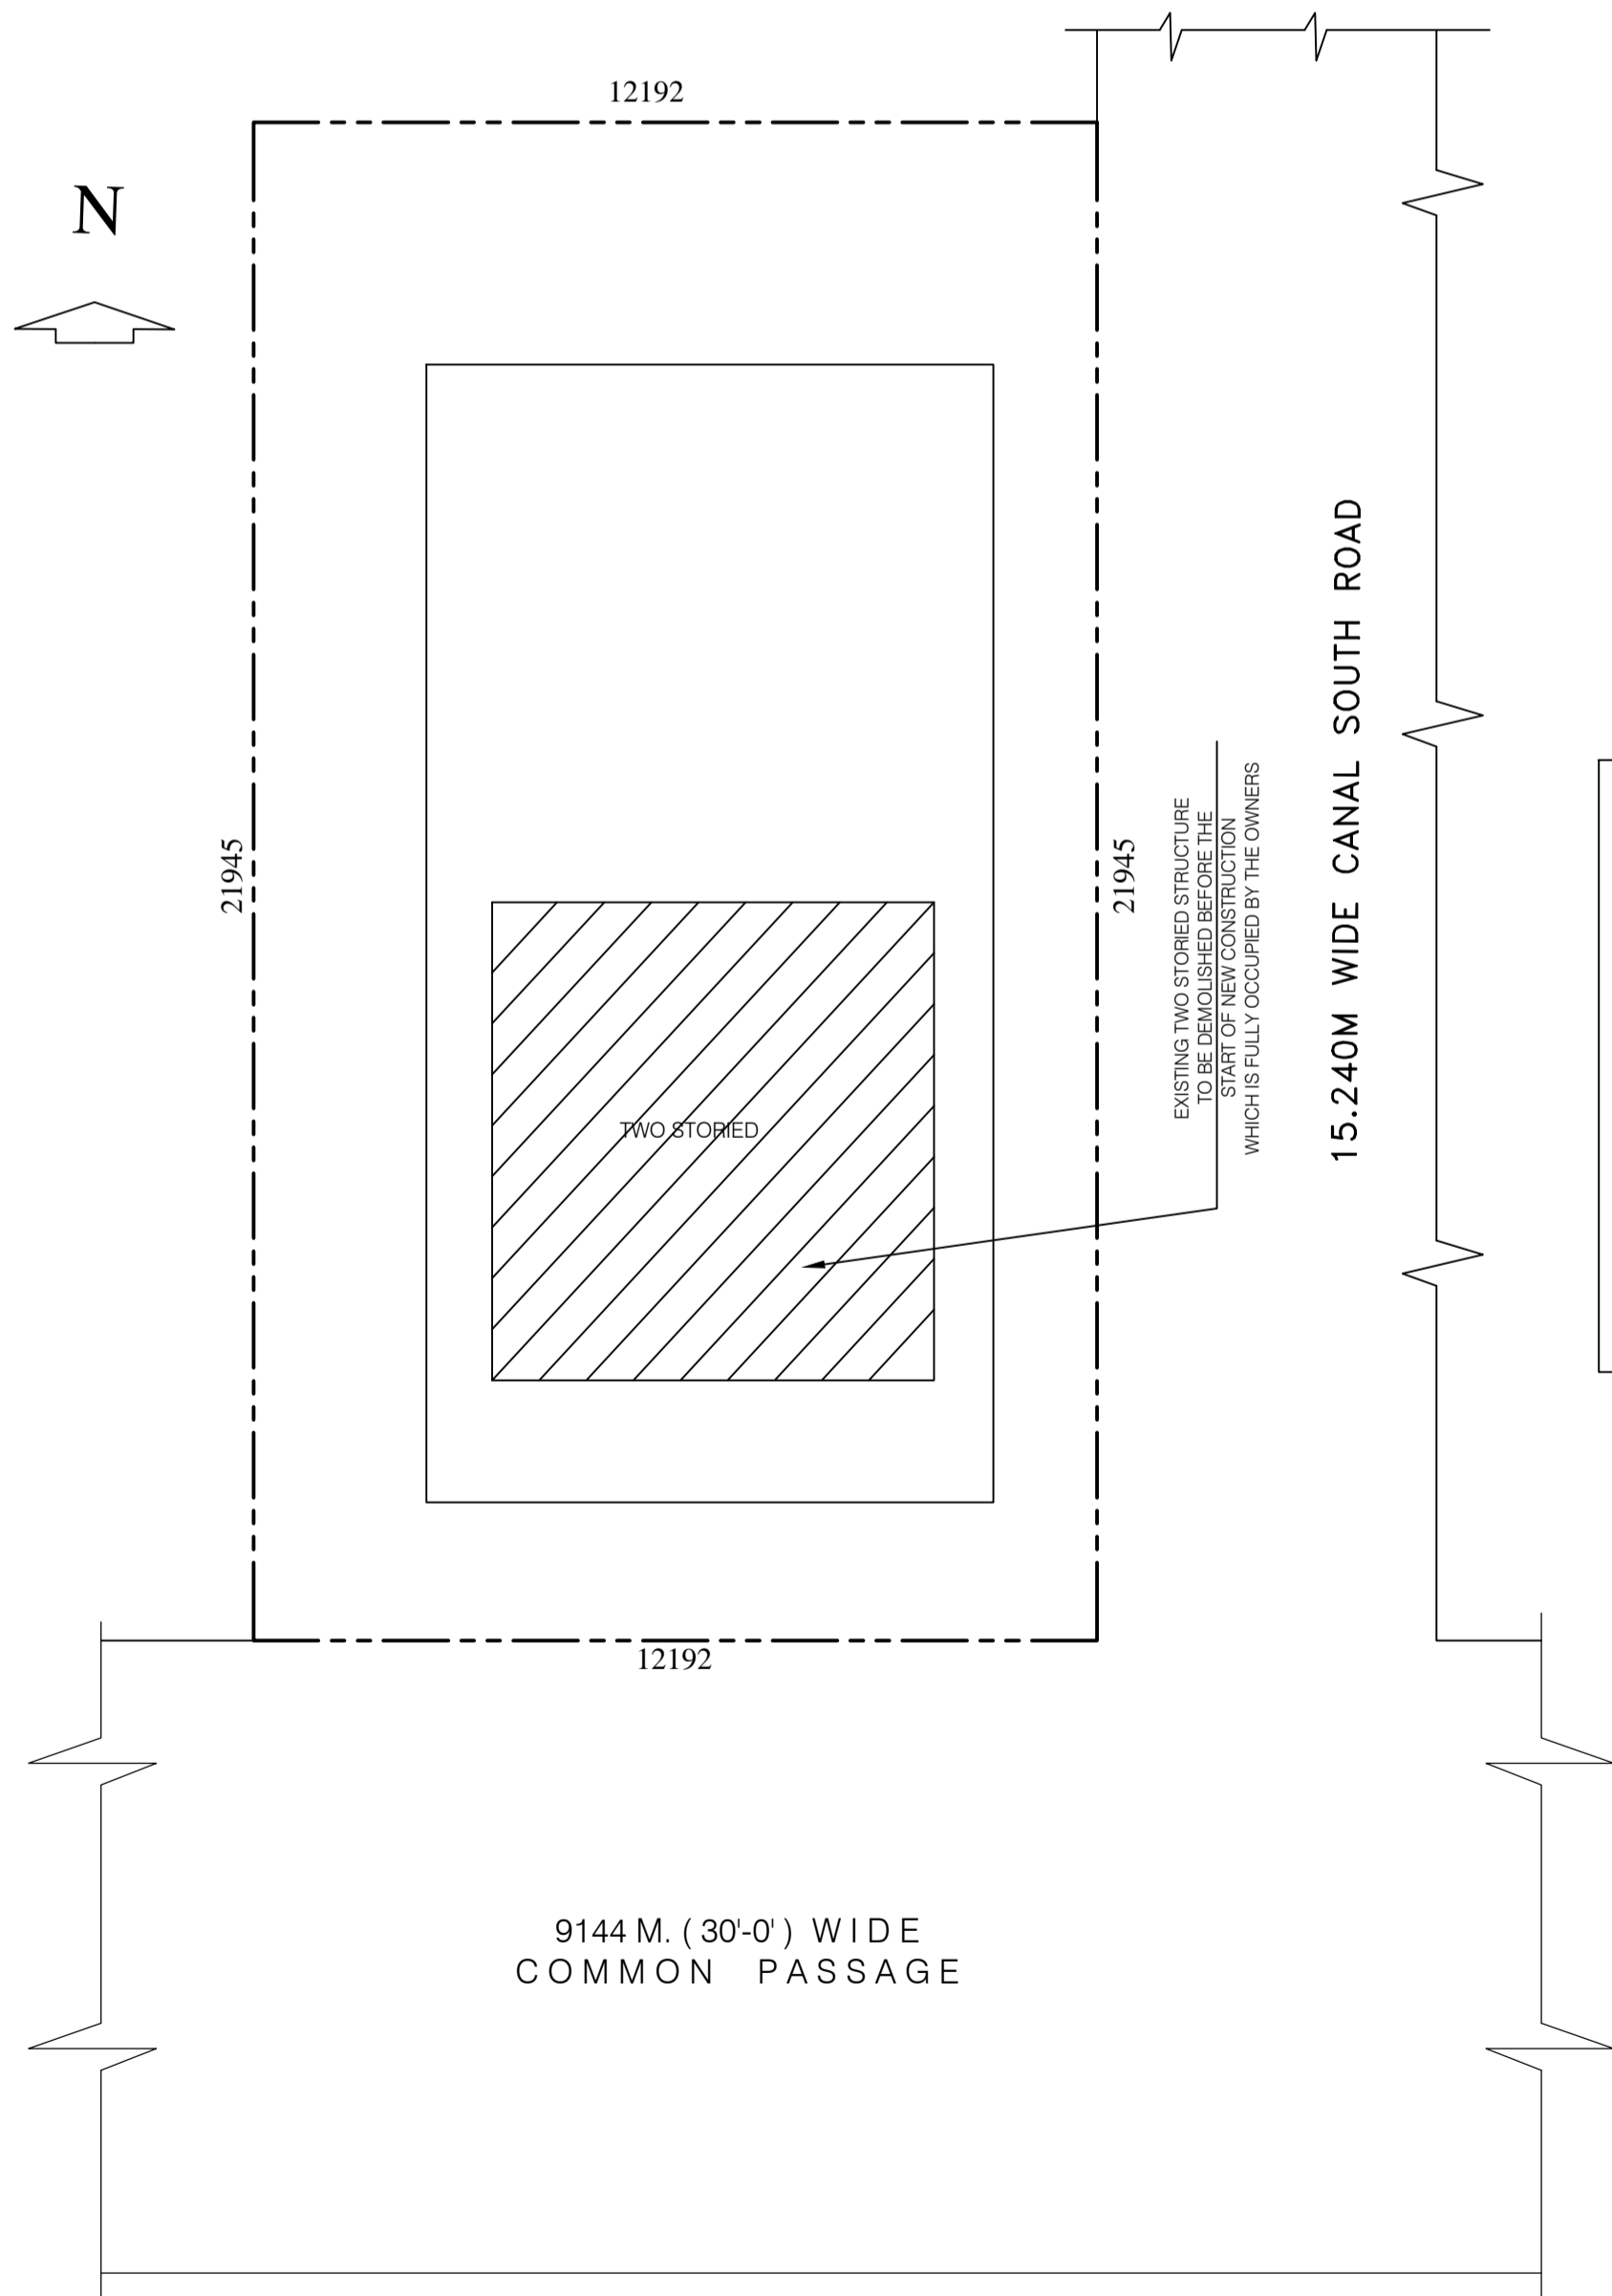 12192
N
21945
21945
EXISTING TWO STORIED STRUCTURE
TO BE DEMOLISHED BEFORE THE
START OF NEW CONSTRUCTION
WHICH IS FULLY OCCUPIED BY THE OWNERS
15.240M WIDE CANAL SOUTH ROAD
TWO STORIED
12192
9144 M. ( 30'-0' ) WIDE
COMMON PASSAGE